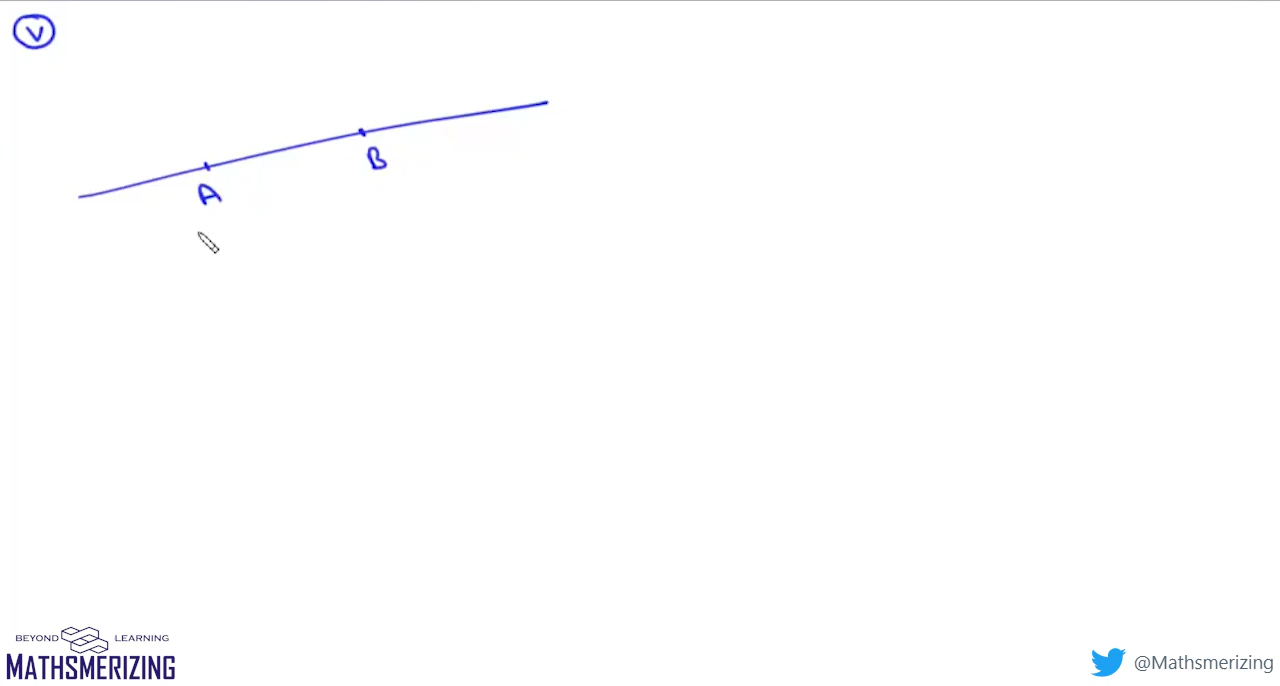 V
B
A
BEYOND LEARNING
MATHSMERIZING
@Mathsmerizing